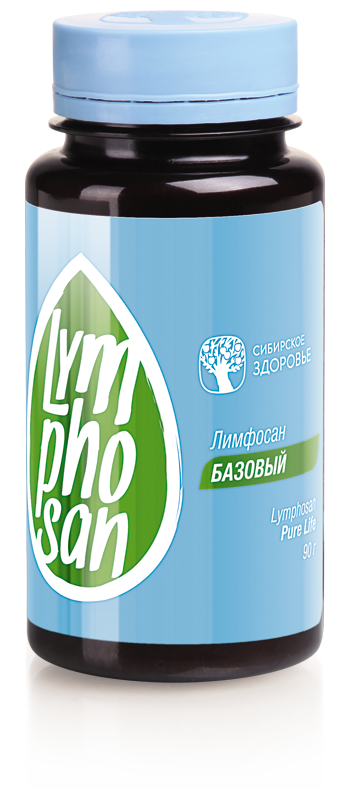 Lym
pho
san
СИБИРСКОЕ
ЗДОРОВЬЕ
Лимфосан
БАЗОВЫЙ
Lymphosan
Pure Life
90 г